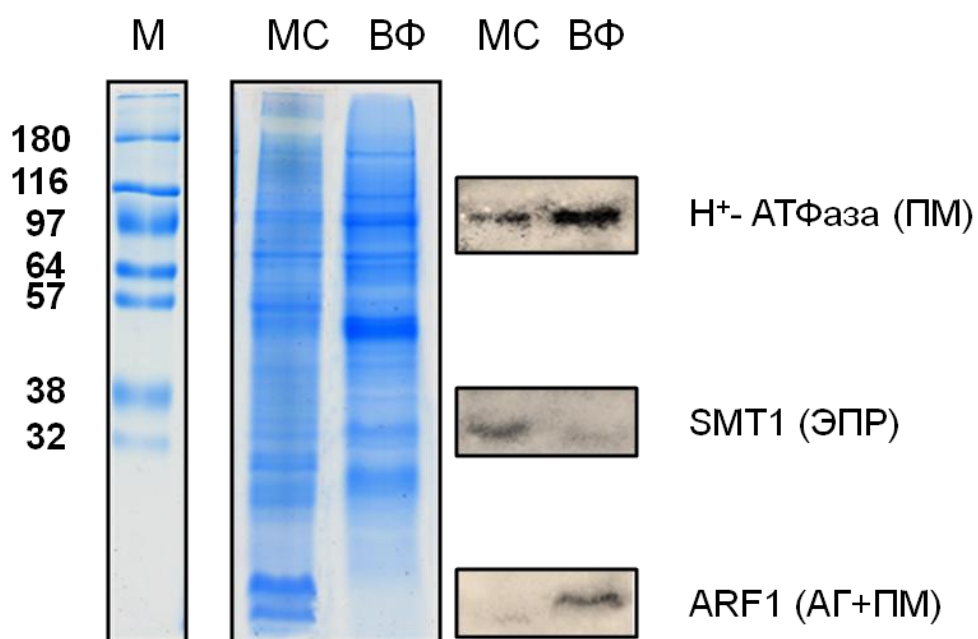 М МС ВФ МС ВФ
180
116
97
64
57
38
32
H⁺- АТФаза (ПМ)
SMT1 (ЭПР)
ARF1 (АГ+ПМ)